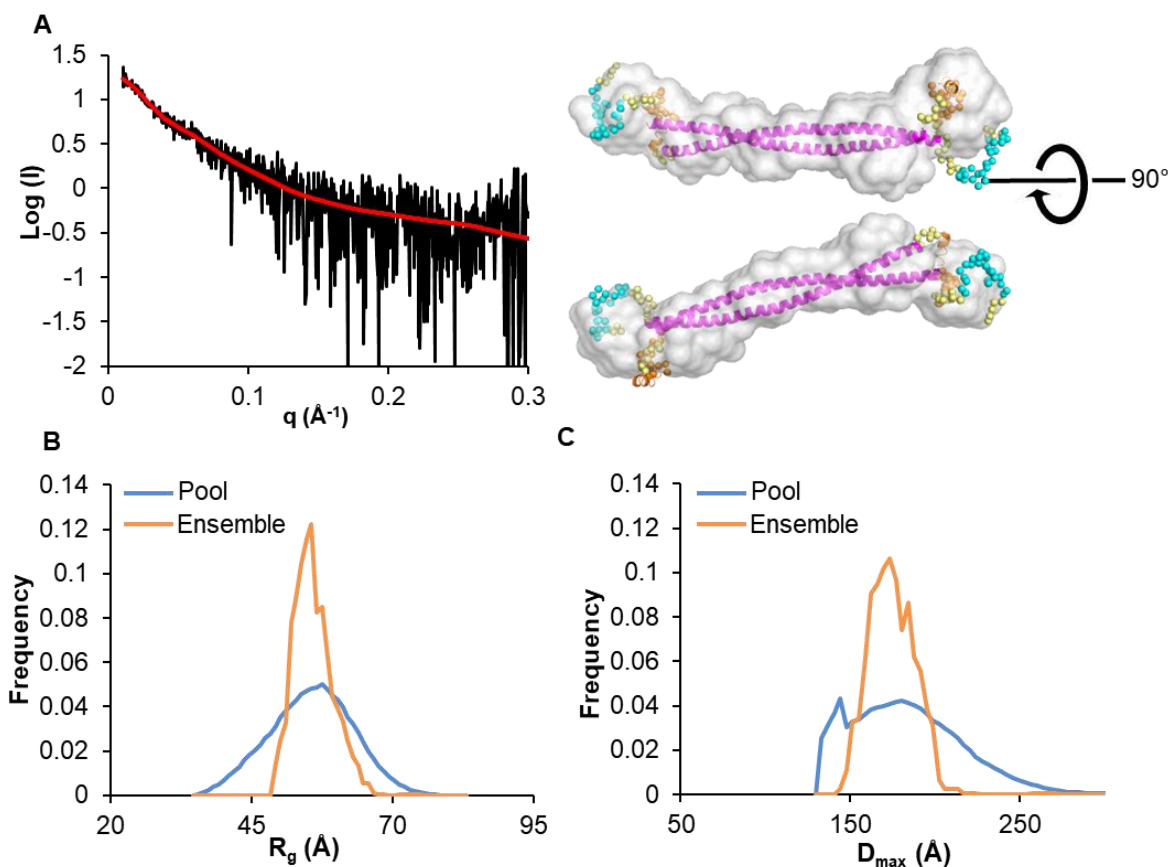 A
1.5
1
0.5
0
-0.5
-1
-1.5
-2
Log (I)
0 0.1 0.2 0.3
q (Å⁻¹)
90°
B
Pool
Ensemble
0.14
0.12
0.1
0.08
0.06
0.04
0.02
0
Frequency
20 45 70 95
Rg (Å)
C
Pool
Ensemble
0.14
0.12
0.1
0.08
0.06
0.04
0.02
0
Frequency
50 150 250
Dmax (Å)